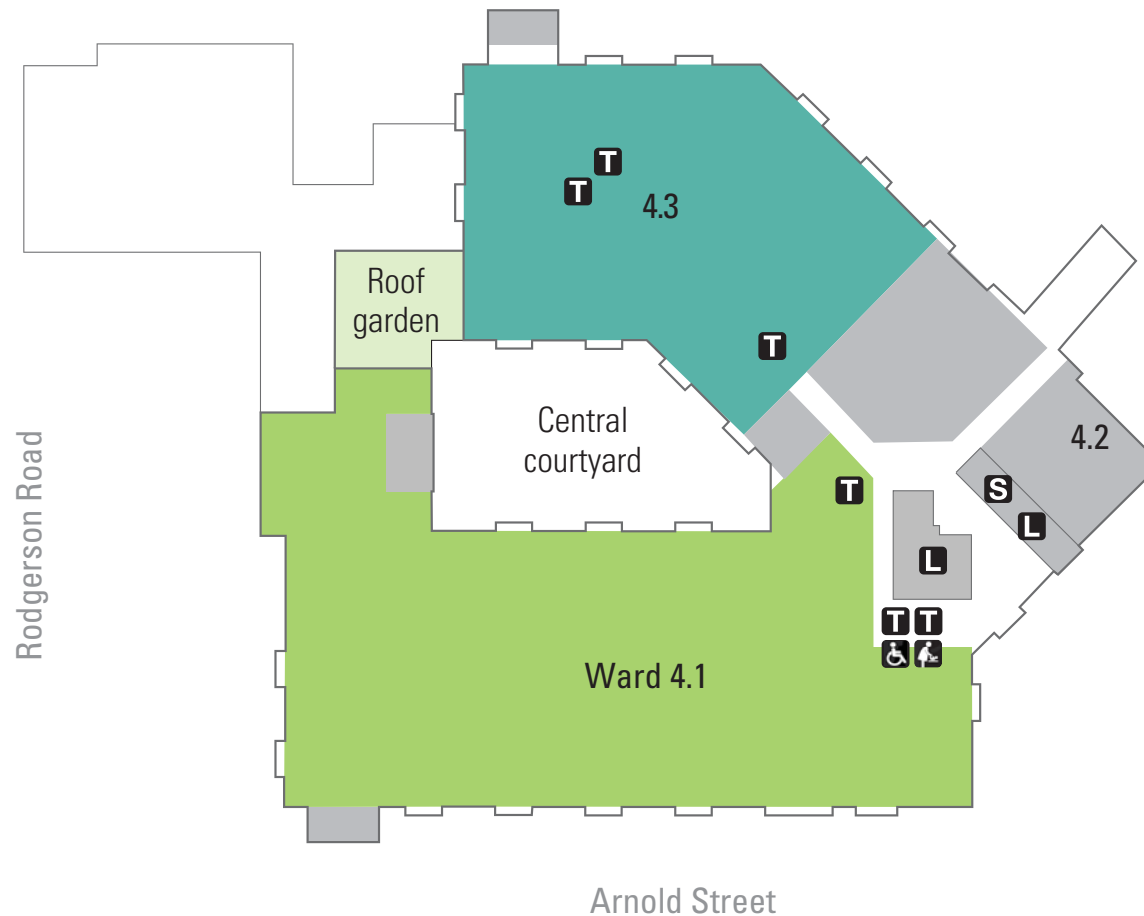 T
T
4.3
Roof
garden
T
Central
courtyard
4.2
T
S
L
L
T T
Ward 4.1
Rodgerson Road
Arnold Street